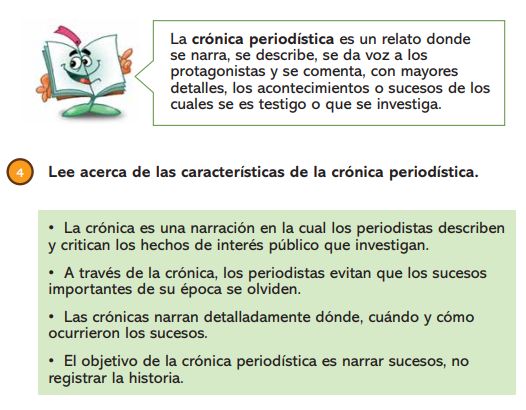 La crónica periodística es un relato donde
se narra, se describe, se da voz a los
protagonistas y se comenta, con mayores
detalles, los acontecimientos o sucesos de los
cuales se es testigo o que se investiga.
4 Lee acerca de las características de la crónica periodística.
• La crónica es una narración en la cual los periodistas describen
y critican los hechos de interés público que investigan.
• A través de la crónica, los periodistas evitan que los sucesos
importantes de su época se olviden.
• Las crónicas narran detalladamente dónde, cuándo y cómo
ocurrieron los sucesos.
• El objetivo de la crónica periodística es narrar sucesos, no
registrar la historia.